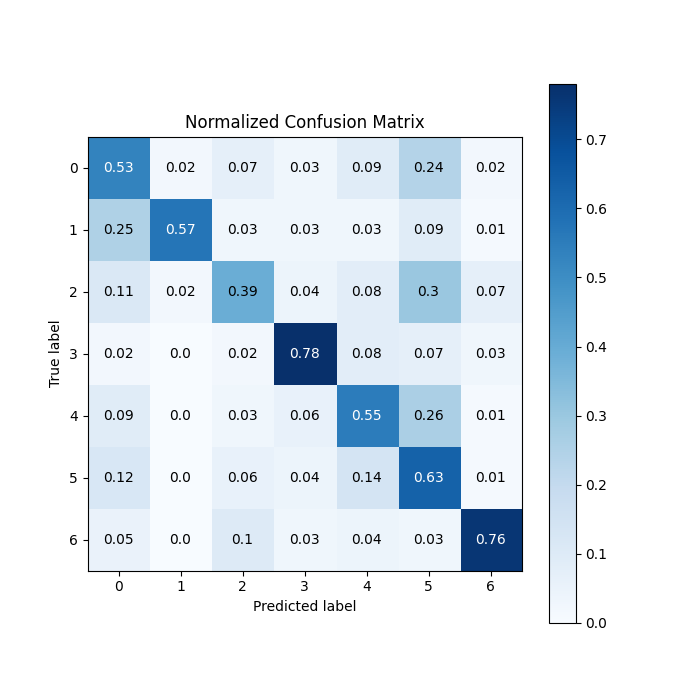 Normalized Confusion Matrix
True label
0 0.53 0.02 0.07 0.03 0.09 0.24 0.02
1 0.25 0.57 0.03 0.03 0.03 0.09 0.01
2 0.11 0.02 0.39 0.04 0.08 0.3 0.07
3 0.02 0.0 0.02 0.78 0.08 0.07 0.03
4 0.09 0.0 0.03 0.06 0.55 0.26 0.01
5 0.12 0.0 0.06 0.04 0.14 0.63 0.01
6 0.05 0.0 0.1 0.03 0.04 0.03 0.76
0 1 2 3 4 5 6
Predicted label
0.7
0.6
0.5
0.4
0.3
0.2
0.1
0.0